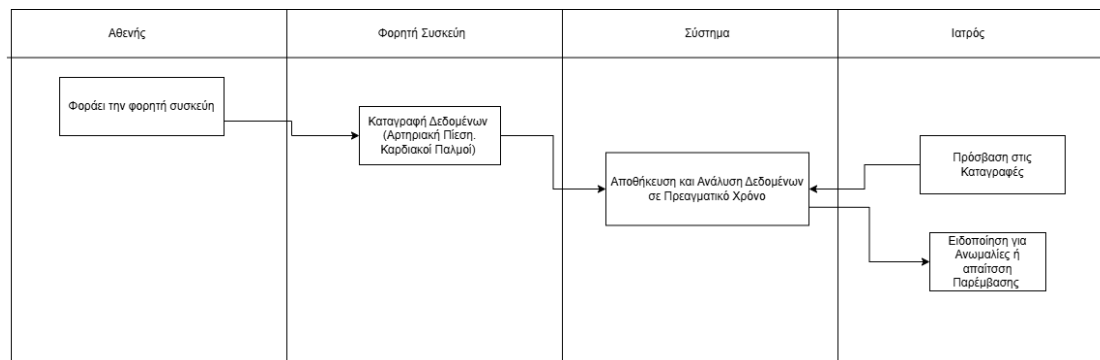 Αθενής
Φορητή Συσκεύη
Σύστημα
Ιατρός
Φοράει την φορητή συσκεύη
Καταγραφή Δεδομένων
(Αρτηριακή Πίεση.
Καρδιακοί Παλμοί)
Αποθήκευση και Ανάλυση Δεδομένων
σε Πρεαγματικό Χρόνο
Πρόσβαση στις
Καταγραφές
Ειδοποίηση για
Ανωμαλίες ή
απαίτσση
Παρέμβασης